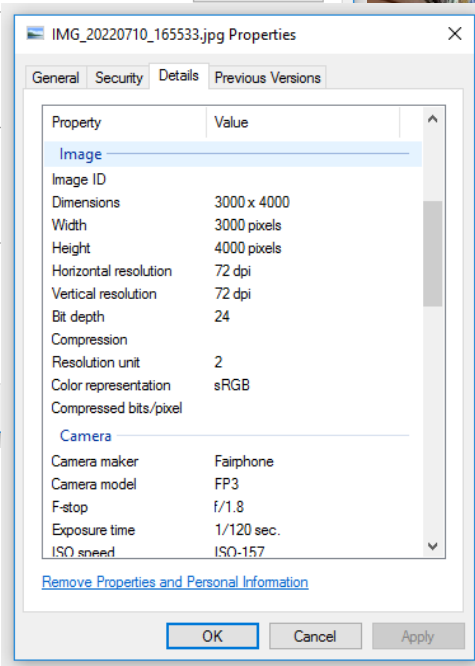 IMG_20220710_165533.jpg Properties
General Security Details Previous Versions
Property Value
Image
Image ID
Dimensions 3000 x 4000
Width 3000 pixels
Height 4000 pixels
Horizontal resolution 72 dpi
Vertical resolution 72 dpi
Bit depth 24
Compression
Resolution unit 2
Color representation sRGB
Compressed bits/pixel
Camera
Camera maker Fairphone
Camera model FP3
F-stop f/1.8
Exposure time 1/120 sec.
ISO speed ISO-157
Remove Properties and Personal Information
OK Cancel Apply